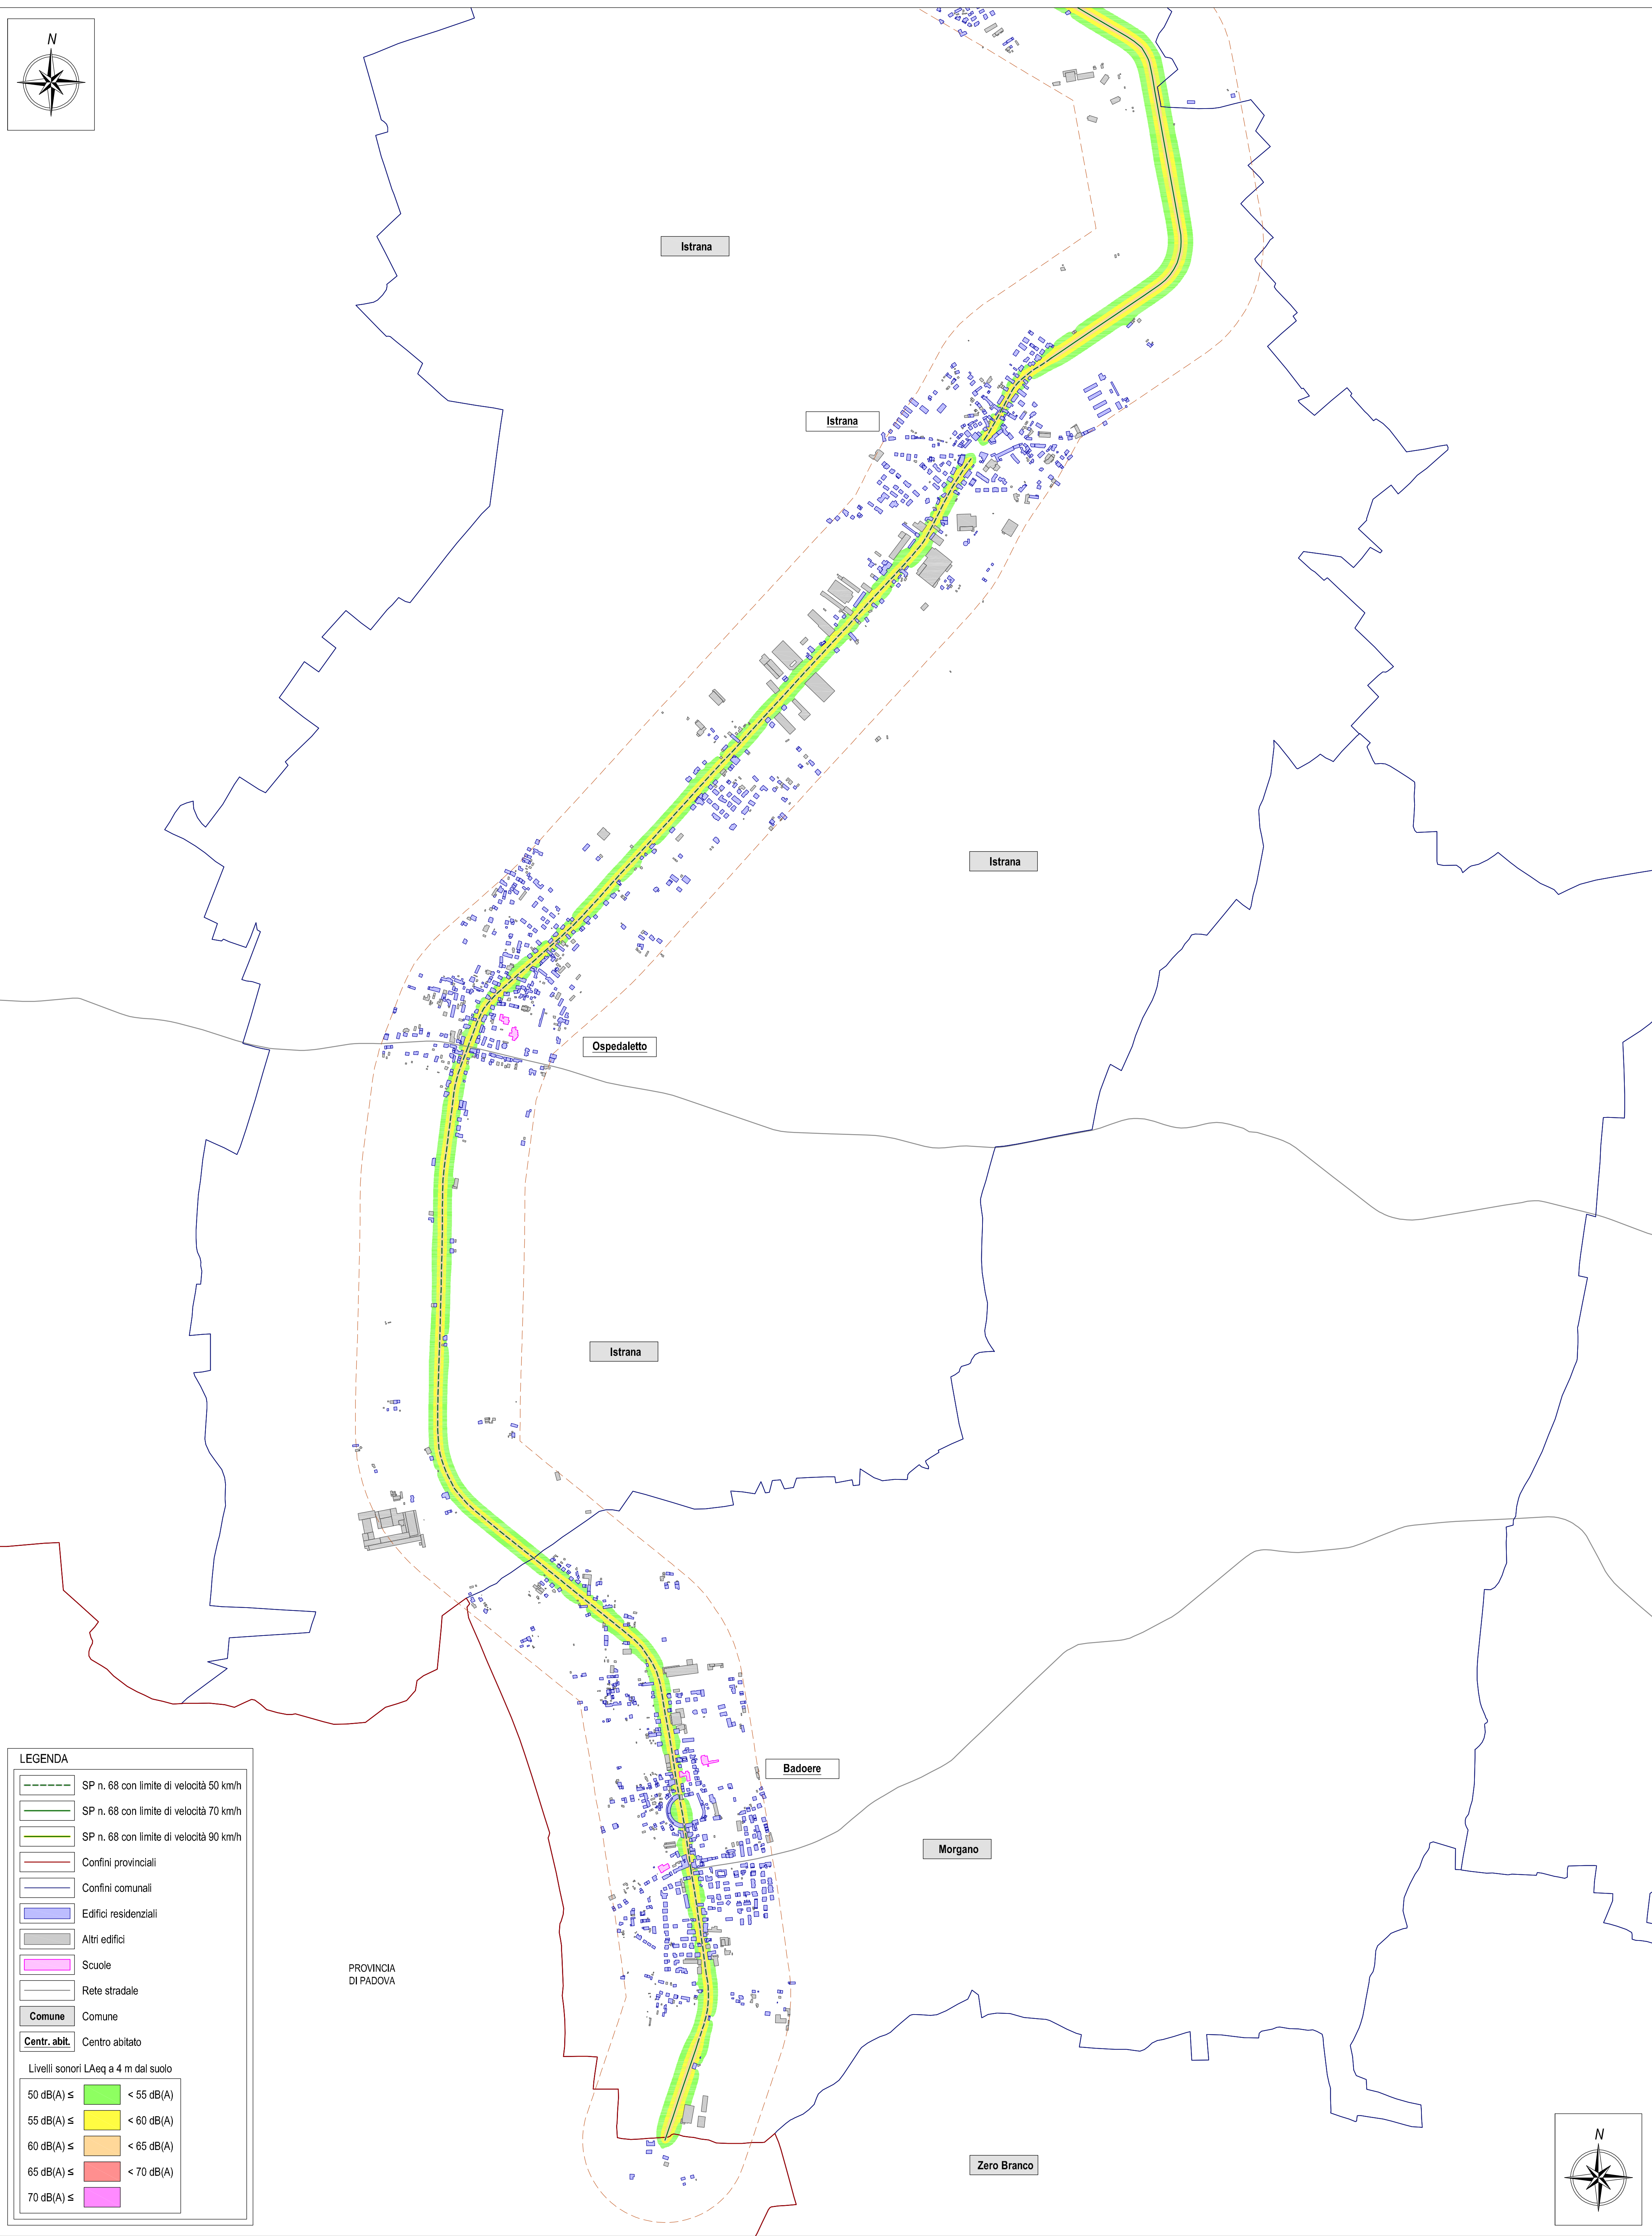 N
Istrana
Istrana
Istrana
Ospedaletto
Istrana
Badoere
Morgano
PROVINCIA
DI PADOVA
Zero Branco
N
LEGENDA
SP n. 68 con limite di velocità 50 km/h
SP n. 68 con limite di velocità 70 km/h
SP n. 68 con limite di velocità 90 km/h
Confini provinciali
Confini comunali
Edifici residenziali
Altri edifici
Scuole
Rete stradale
Comune Comune
Centr. abit. Centro abitato
Livelli sonori LAeq a 4 m dal suolo
50 dB(A) ≤ < 55 dB(A)
55 dB(A) ≤ < 60 dB(A)
60 dB(A) ≤ < 65 dB(A)
65 dB(A) ≤ < 70 dB(A)
70 dB(A) ≤